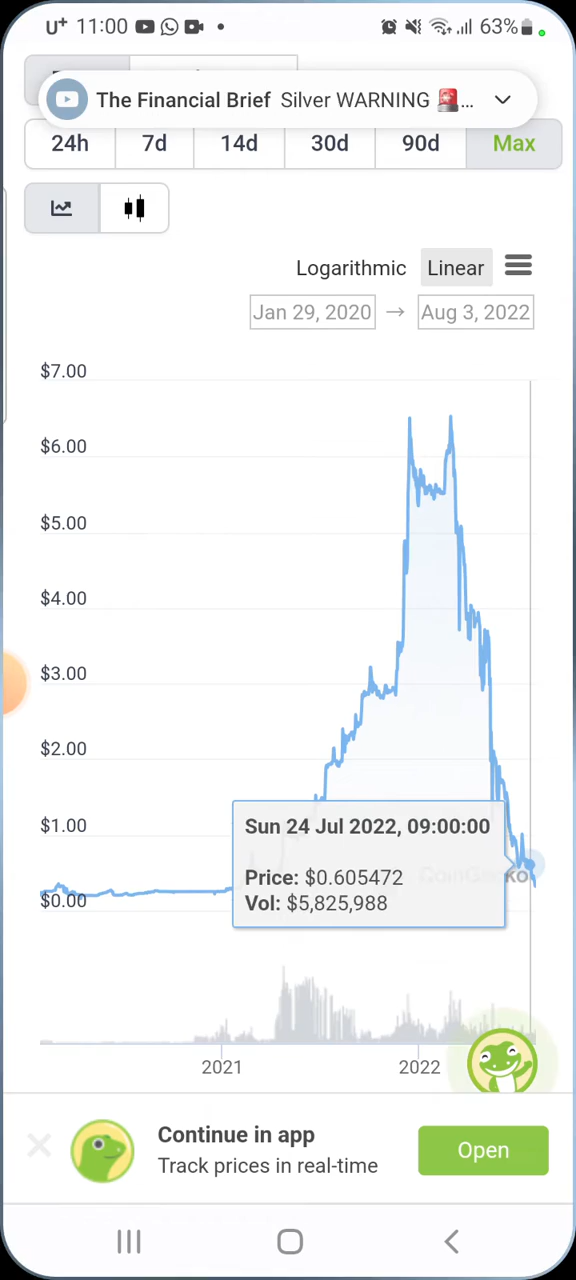 U+ 11:00 63%
The Financial Brief Silver WARNING 🚨...
24h 7d 14d 30d 90d Max
Logarithmic Linear
Jan 29, 2020 → Aug 3, 2022
$7.00
$6.00
$5.00
$4.00
$3.00
$2.00
$1.00
Sun 24 Jul 2022, 09:00:00
Price: $0.605472
Vol: $5,825,988
CoinGecko
$0.00
2021 2022
Continue in app
Track prices in real-time
Open